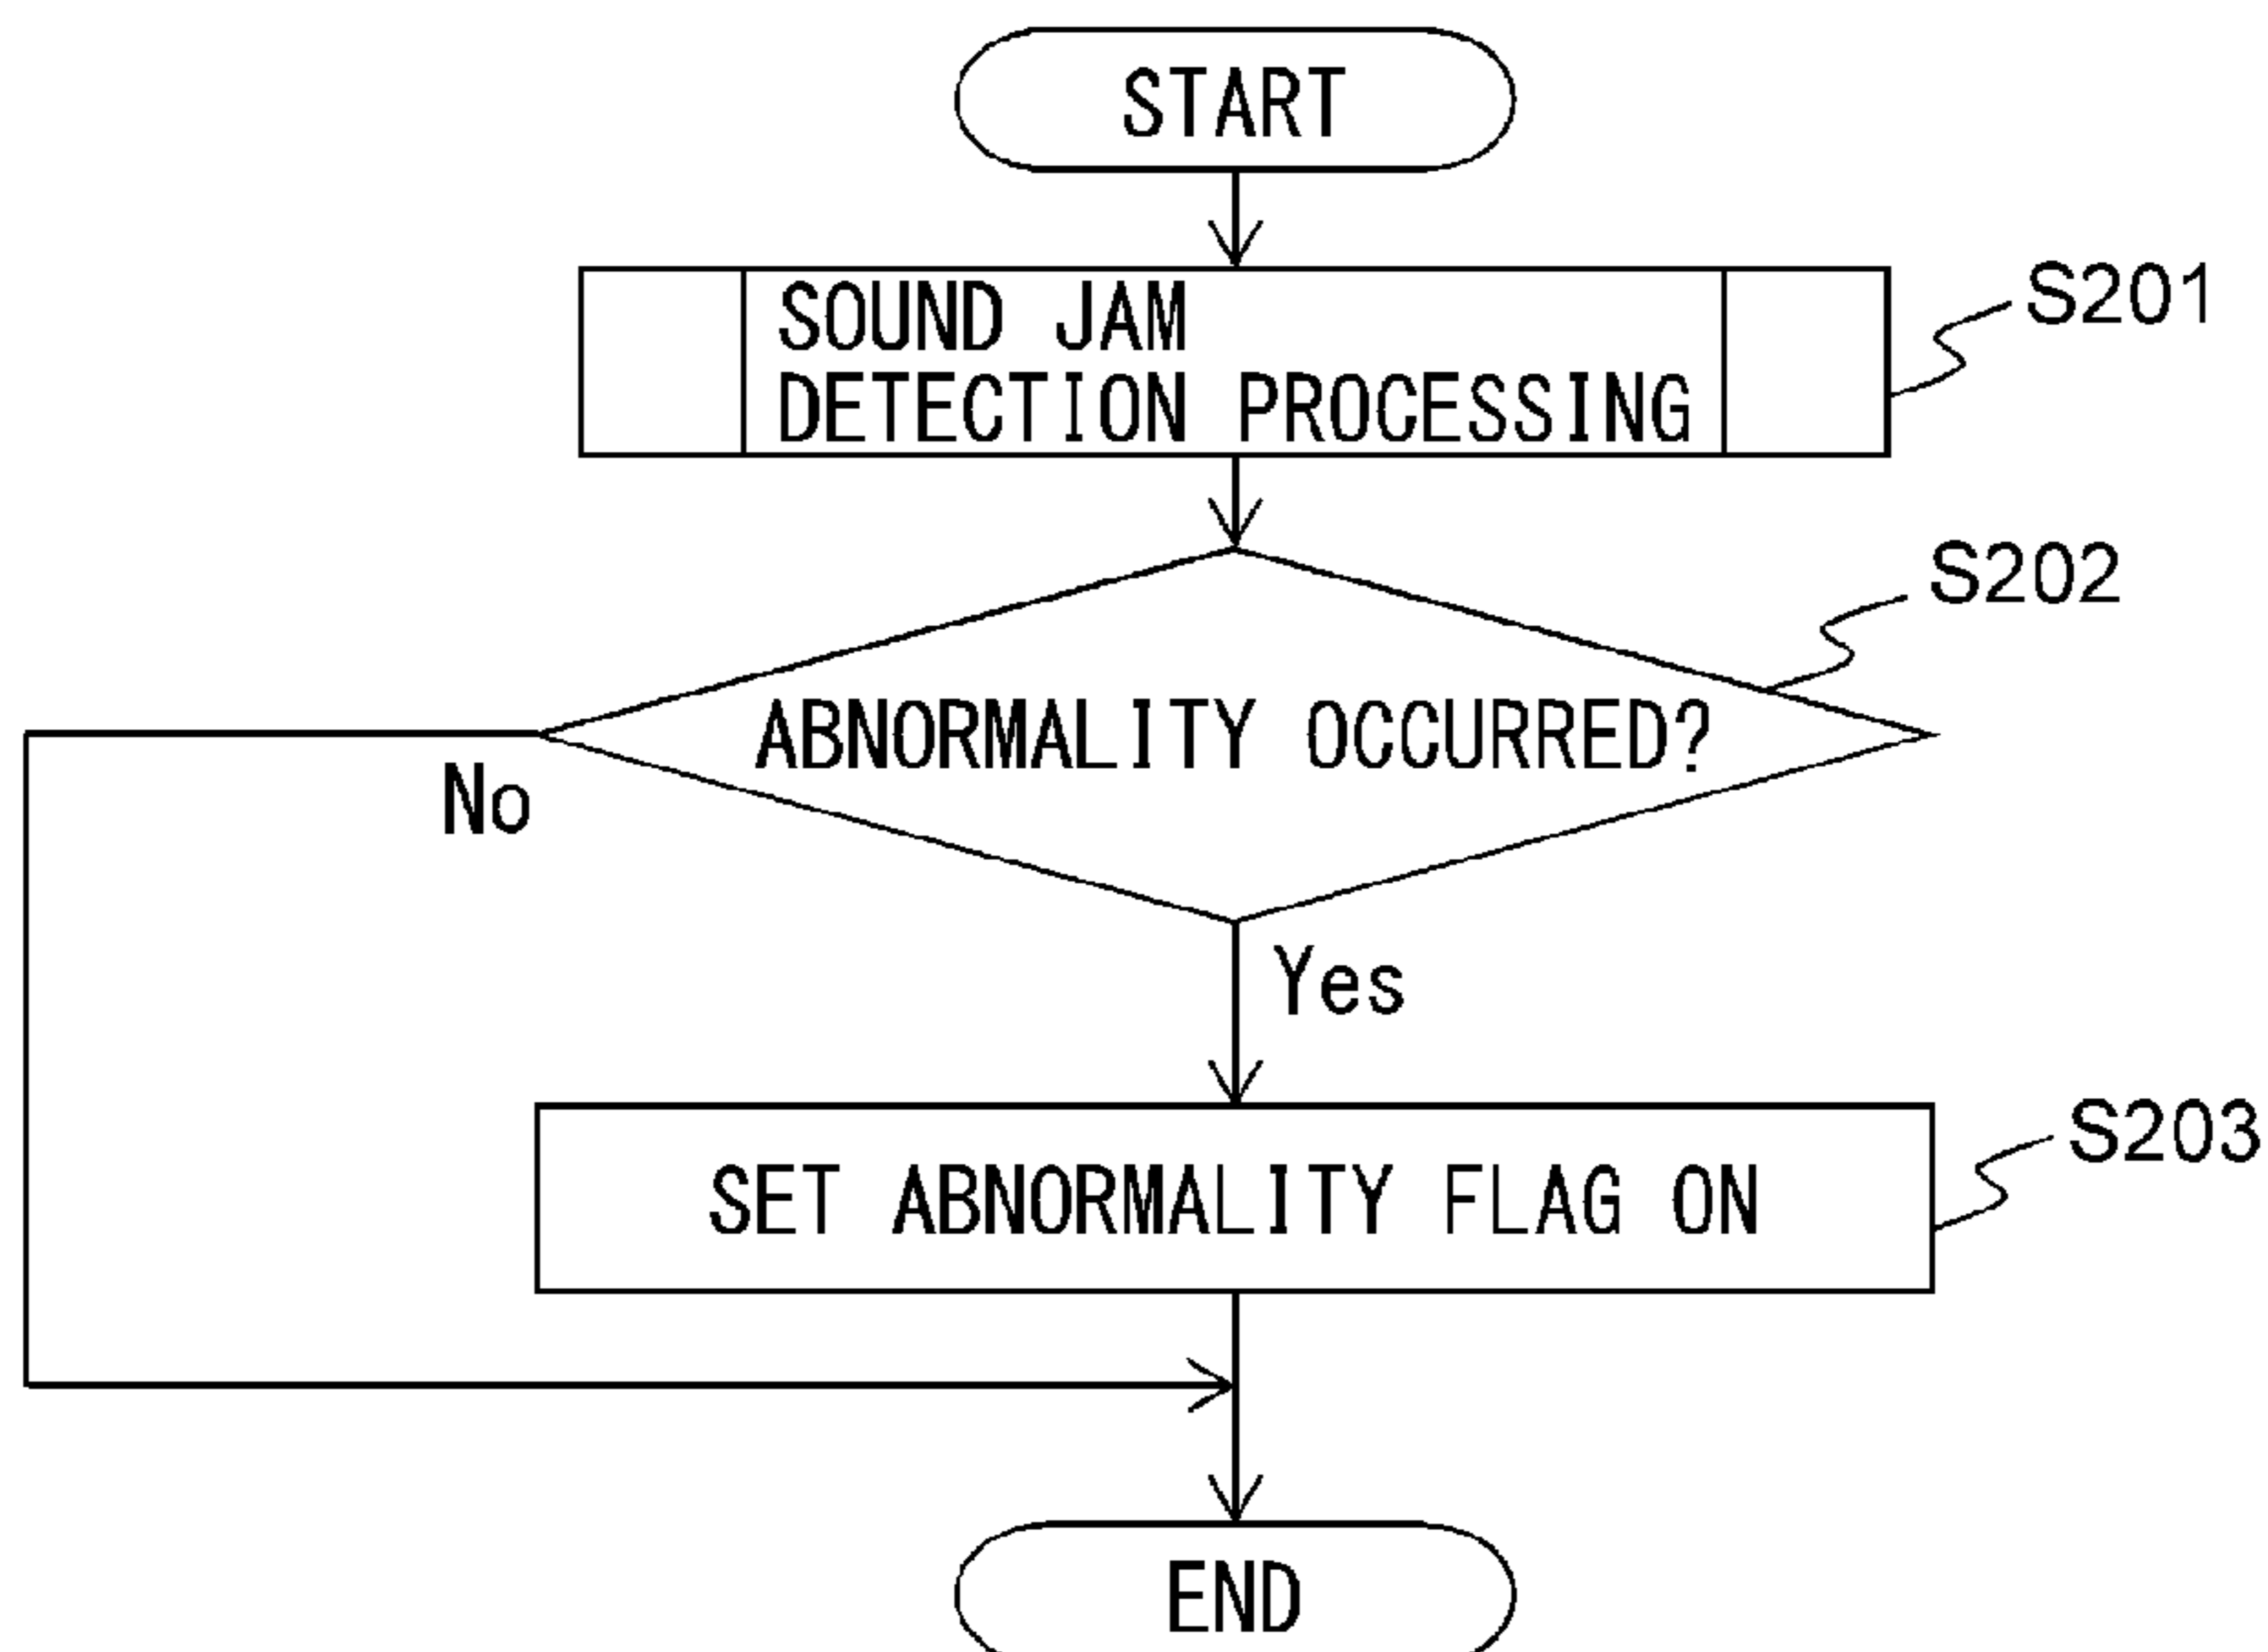 START
SOUND JAM
DETECTION PROCESSING
S201
S202
ABNORMALITY OCCURRED?
No
Yes
SET ABNORMALITY FLAG ON
S203
END